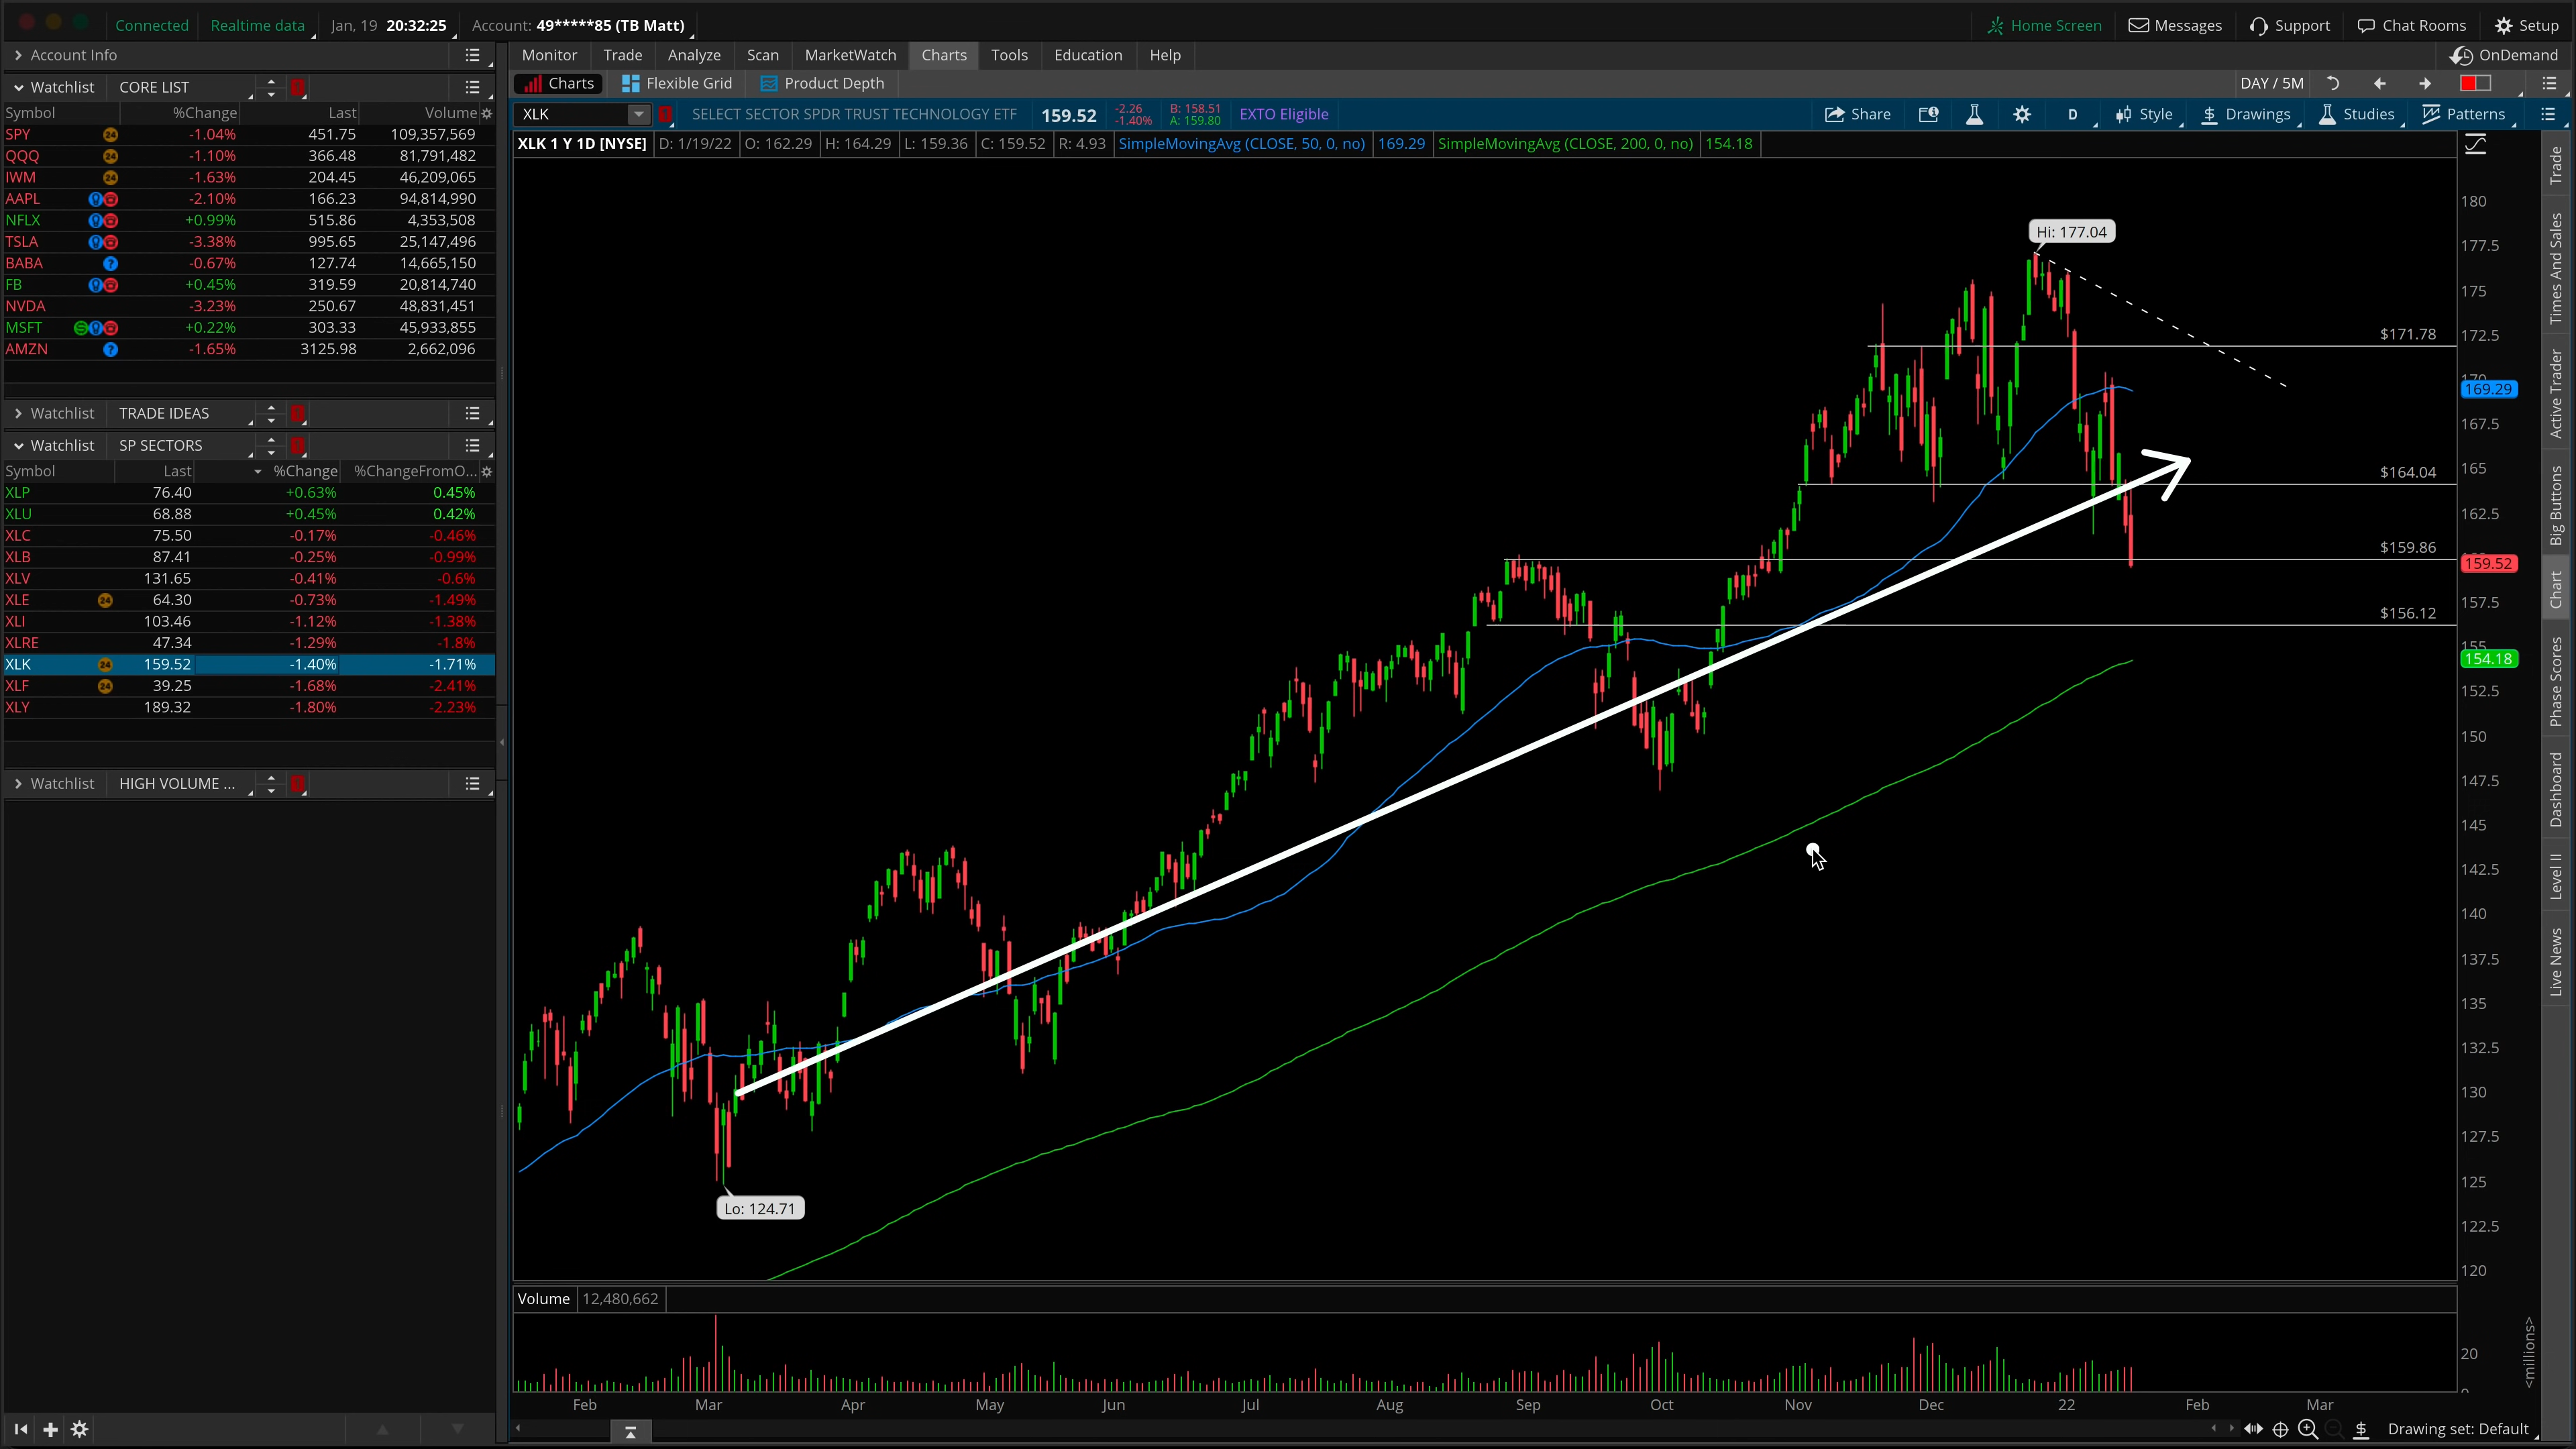 Connected Realtime data Jan, 19 20:32:25 Account: 49*****85 (TB Matt) Home Screen Messages Support Chat Rooms Setup
Account Info Monitor Trade Analyze Scan MarketWatch Charts Tools Education Help OnDemand
Charts Flexible Grid Product Depth DAY / 5M
Watchlist CORE LIST
Symbol %Change Last Volume
SPY 24 -1.04% 451.75 109,357,569
QQQ 24 -1.10% 366.48 81,791,482
IWM 24 -1.63% 204.45 46,209,065
AAPL -2.10% 166.23 94,814,990
NFLX +0.99% 515.86 4,353,508
TSLA -3.38% 995.65 25,147,496
BABA ? -0.67% 127.74 14,665,150
FB +0.45% 319.59 20,814,740
NVDA -3.23% 250.67 48,831,451
MSFT +0.22% 303.33 45,933,855
AMZN ? -1.65% 3125.98 2,662,096
Watchlist TRADE IDEAS
Watchlist SP SECTORS
Symbol Last %Change %ChangeFromO...
XLP 76.40 +0.63% 0.45%
XLU 68.88 +0.45% 0.42%
XLC 75.50 -0.17% -0.46%
XLB 87.41 -0.25% -0.99%
XLV 131.65 -0.41% -0.6%
XLE 24 64.30 -0.73% -1.49%
XLI 103.46 -1.12% -1.38%
XLRE 47.34 -1.29% -1.8%
XLK 24 159.52 -1.40% -1.71%
XLF 24 39.25 -1.68% -2.41%
XLY 189.32 -1.80% -2.23%
Watchlist HIGH VOLUME ...
XLK SELECT SECTOR SPDR TRUST TECHNOLOGY ETF 159.52 -2.26 -1.40% B: 158.51 A: 159.80 EXTO Eligible Share D Style Drawings Studies Patterns
XLK 1 Y 1D [NYSE] D: 1/19/22 O: 162.29 H: 164.29 L: 159.36 C: 159.52 R: 4.93 SimpleMovingAvg (CLOSE, 50, 0, no) 169.29 SimpleMovingAvg (CLOSE, 200, 0, no) 154.18
180
Hi: 177.04
177.5
175
$171.78
172.5
169.29
167.5
165
$164.04
162.5
$159.86
159.52
157.5
$156.12
155
154.18
152.5
150
147.5
145
142.5
140
137.5
135
132.5
130
127.5
125
Lo: 124.71
122.5
120
Volume 12,480,662
20
<millions>
Feb Mar Apr May Jun Jul Aug Sep Oct Nov Dec 22 Feb Mar
Drawing set: Default
Trade
Times And Sales
Active Trader
Big Buttons
Chart
Phase Scores
Dashboard
Level II
Live News